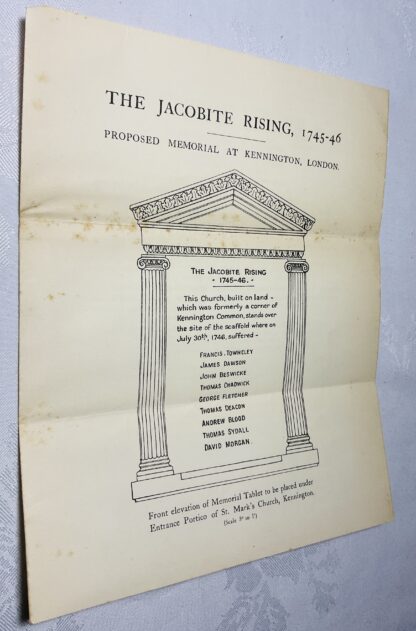 THE JACOBITE RISING, 1745-46
PROPOSED MEMORIAL AT KENNINGTON, LONDON.
THE JACOBITE RISING
· 1745-46. ·
This Church, built on land -
which was formerly a corner of
Kennington Common, stands over
the site of the scaffold where on
July 30th, 1746, suffered -
FRANCIS TOWNELEY
JAMES DAWSON
JOHN BESWICKE
THOMAS CHADWICK
GEORGE FLETCHER
THOMAS DEACON
ANDREW BLOOD
THOMAS SYDALL
DAVID MORGAN
Front elevation of Memorial Tablet to be placed under
Entrance Portico of St. Mark's Church, Kennington.